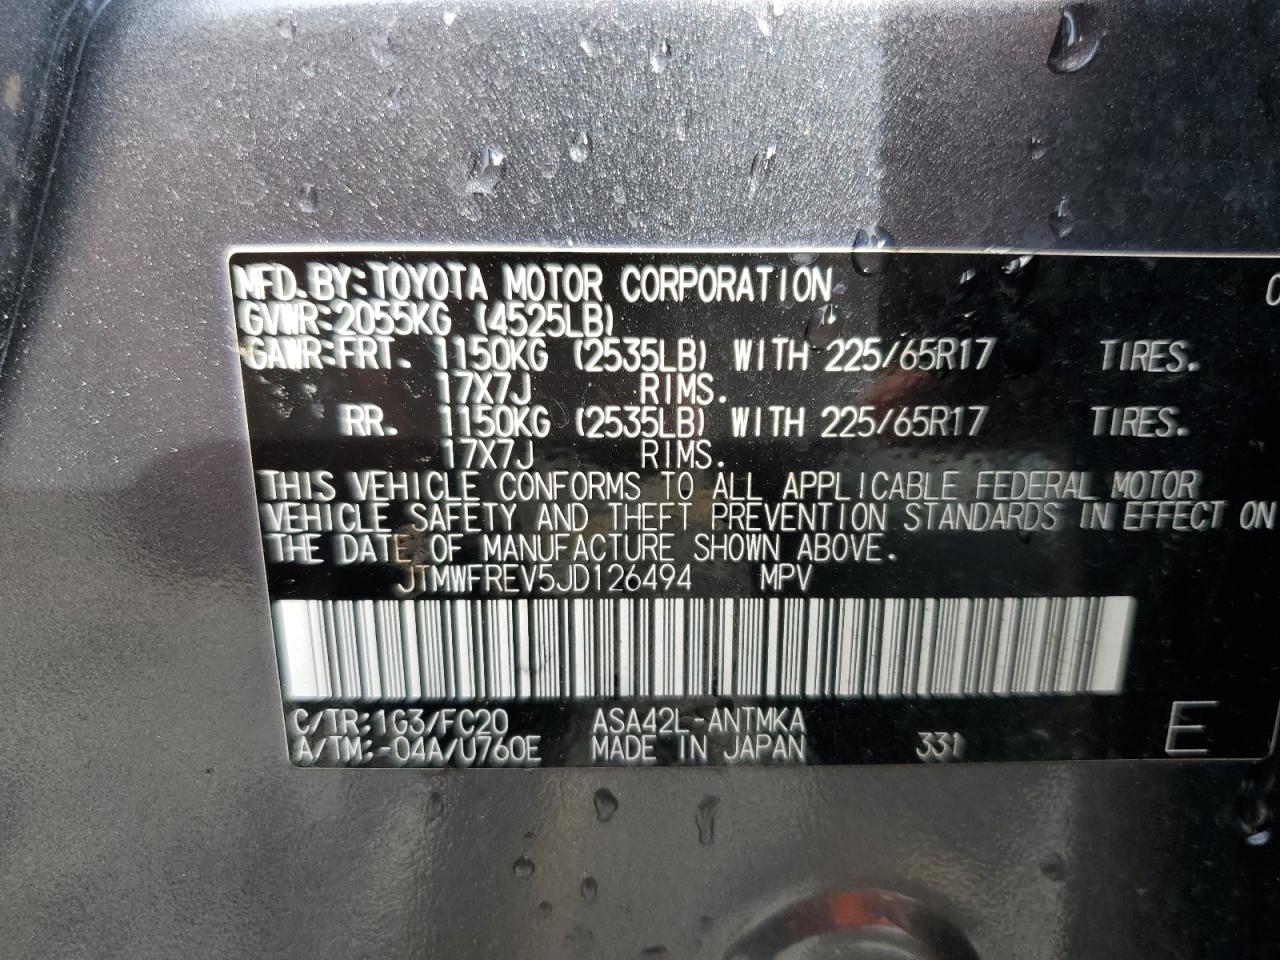 MFD. BY: TOYOTA MOTOR CORPORATION
GVWR: 2055KG (4525LB)
GAWR: FRT. 1150KG (2535LB) WITH 225/65R17 TIRES.
17X7J RIMS.
RR. 1150KG (2535LB) WITH 225/65R17 TIRES.
17X7J RIMS.
THIS VEHICLE CONFORMS TO ALL APPLICABLE FEDERAL MOTOR
VEHICLE SAFETY AND THEFT PREVENTION STANDARDS IN EFFECT ON
THE DATE OF MANUFACTURE SHOWN ABOVE.
JTMWFREV5JD126494 MPV
C/TR: 1G3/FC20 ASA42L-ANTMKA
A/TM: -04A/U760E MADE IN JAPAN 331 E